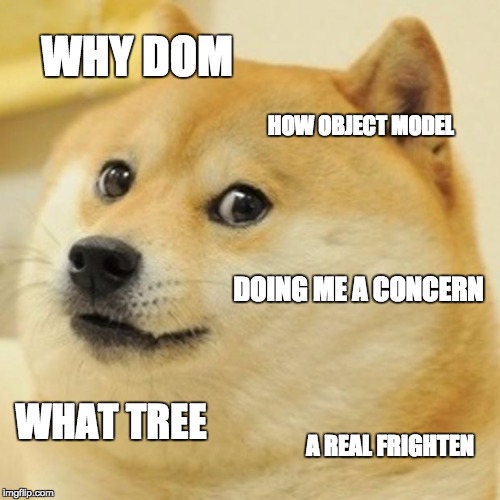 WHY DOM
HOW OBJECT MODEL
DOING ME A CONCERN
WHAT TREE
A REAL FRIGHTEN
imgflip.com